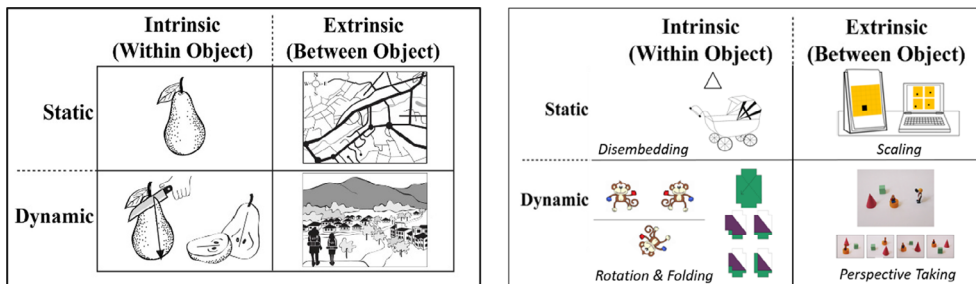 Intrinsic
(Within Object)
Extrinsic
(Between Object)
Static
Dynamic
Intrinsic
(Within Object)
Extrinsic
(Between Object)
Static
Disembedding
Scaling
Dynamic
Rotation & Folding
Perspective Taking